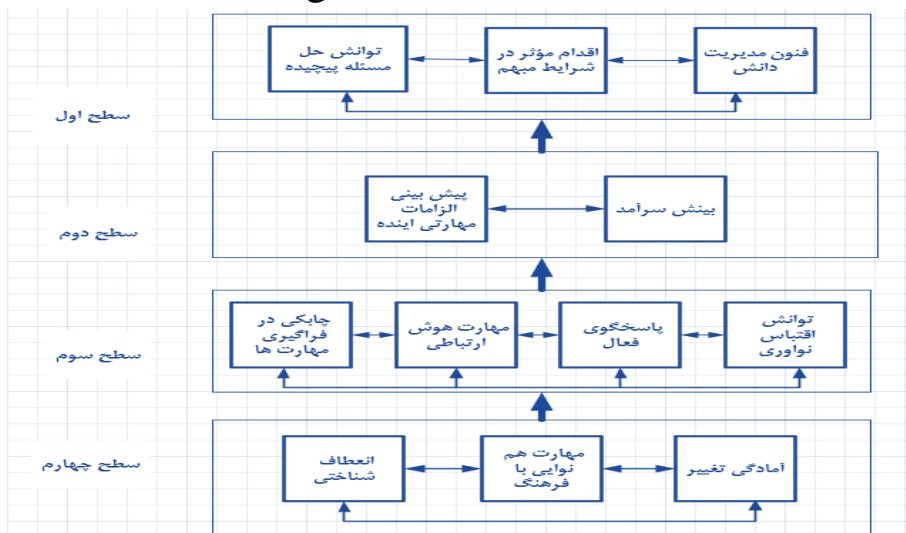 فنون مدیریت
دانش
اقدام مؤثر در
شرایط مبهم
توانش حل
مسئله پیچیده
سطح اول
بینش سرآمد
پیش بینی
الزامات
مهارتی اینده
سطح دوم
توانش
اقتباس
نواوری
پاسخگوی
فعال
مهارت هوش
ارتباطی
چابکی در
فراگیری
مهارت ها
سطح سوم
آمادگی تغییر
مهارت هم
نوایی با
فرهنگ
انعطاف
شناختی
سطح چهارم